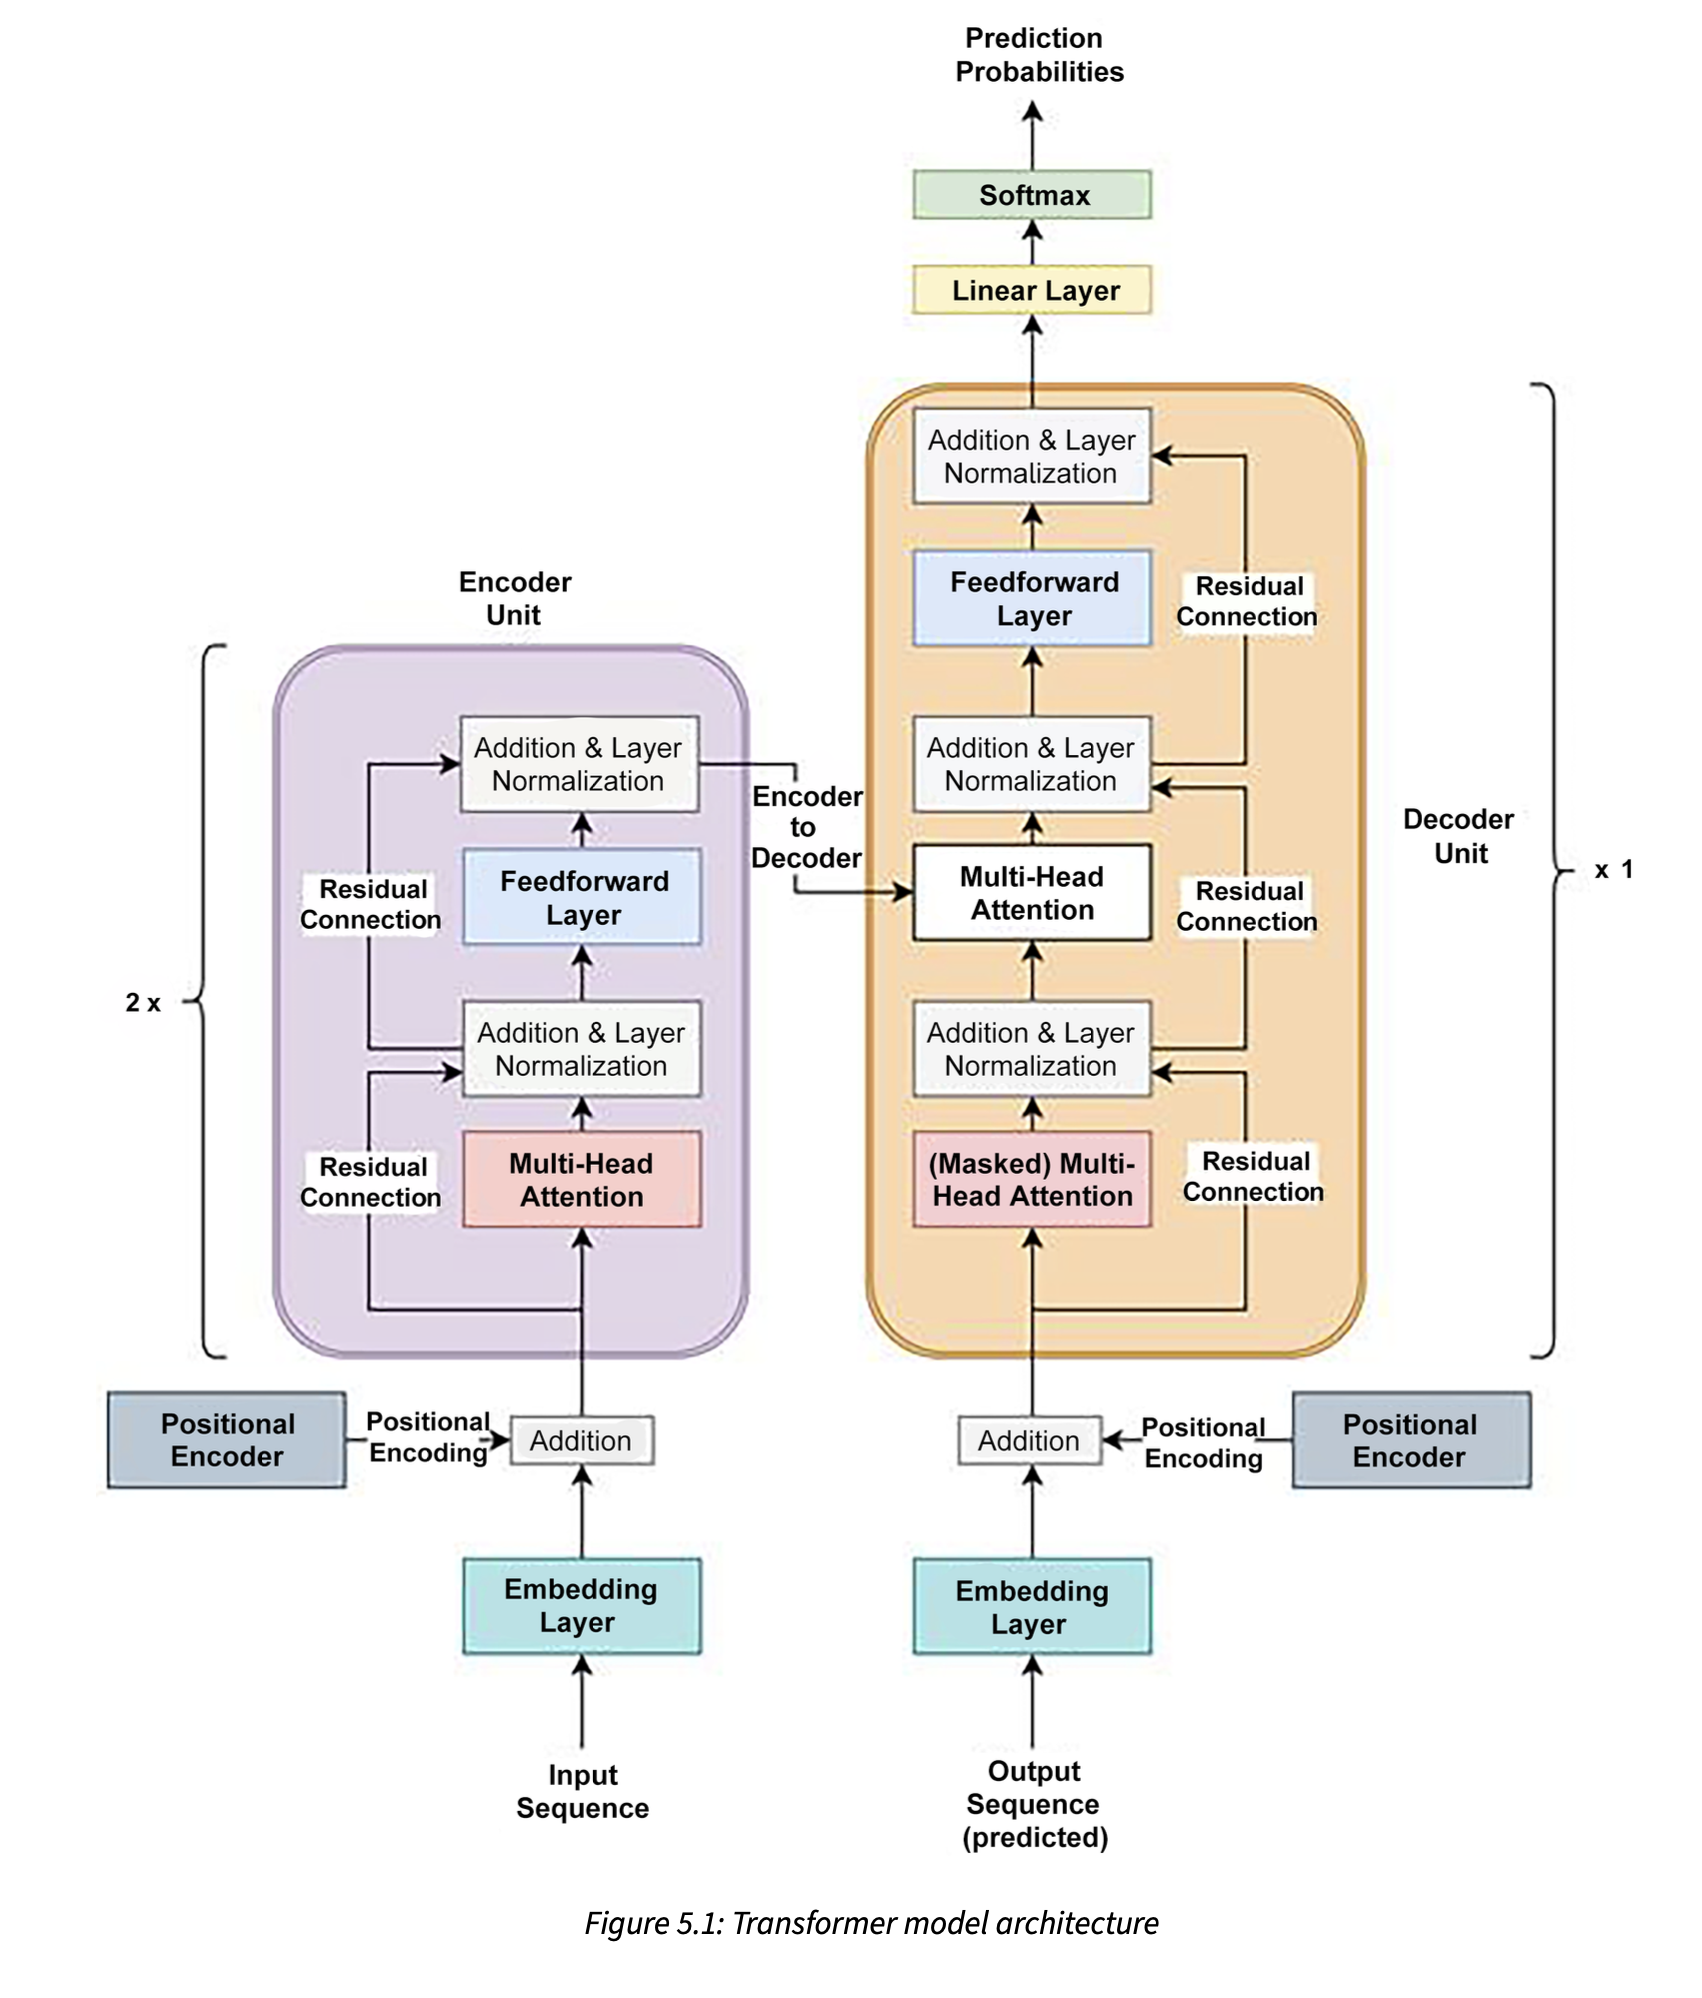 Prediction
Probabilities
Softmax
Linear Layer
Addition & Layer
Normalization
Feedforward
Layer
Residual
Connection
Addition & Layer
Normalization
Multi-Head
Attention
Residual
Connection
Addition & Layer
Normalization
(Masked) Multi-
Head Attention
Residual
Connection
Decoder
Unit
x 1
Encoder
Unit
Addition & Layer
Normalization
Encoder
to
Decoder
Feedforward
Layer
Residual
Connection
2 x
Addition & Layer
Normalization
Multi-Head
Attention
Residual
Connection
Positional
Encoder
Positional
Encoding
Addition
Addition
Positional
Encoding
Positional
Encoder
Embedding
Layer
Embedding
Layer
Input
Sequence
Output
Sequence
(predicted)
Figure 5.1: Transformer model architecture